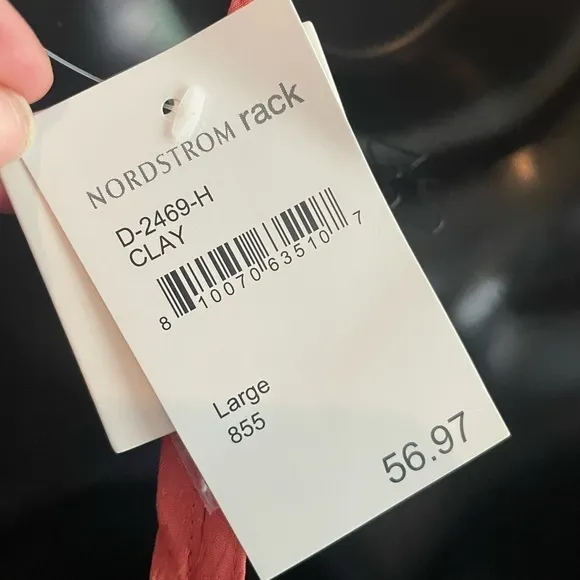 NORDSTROM rack
D-2469-H
CLAY
8 10070 63510 7
Large
855
56.97